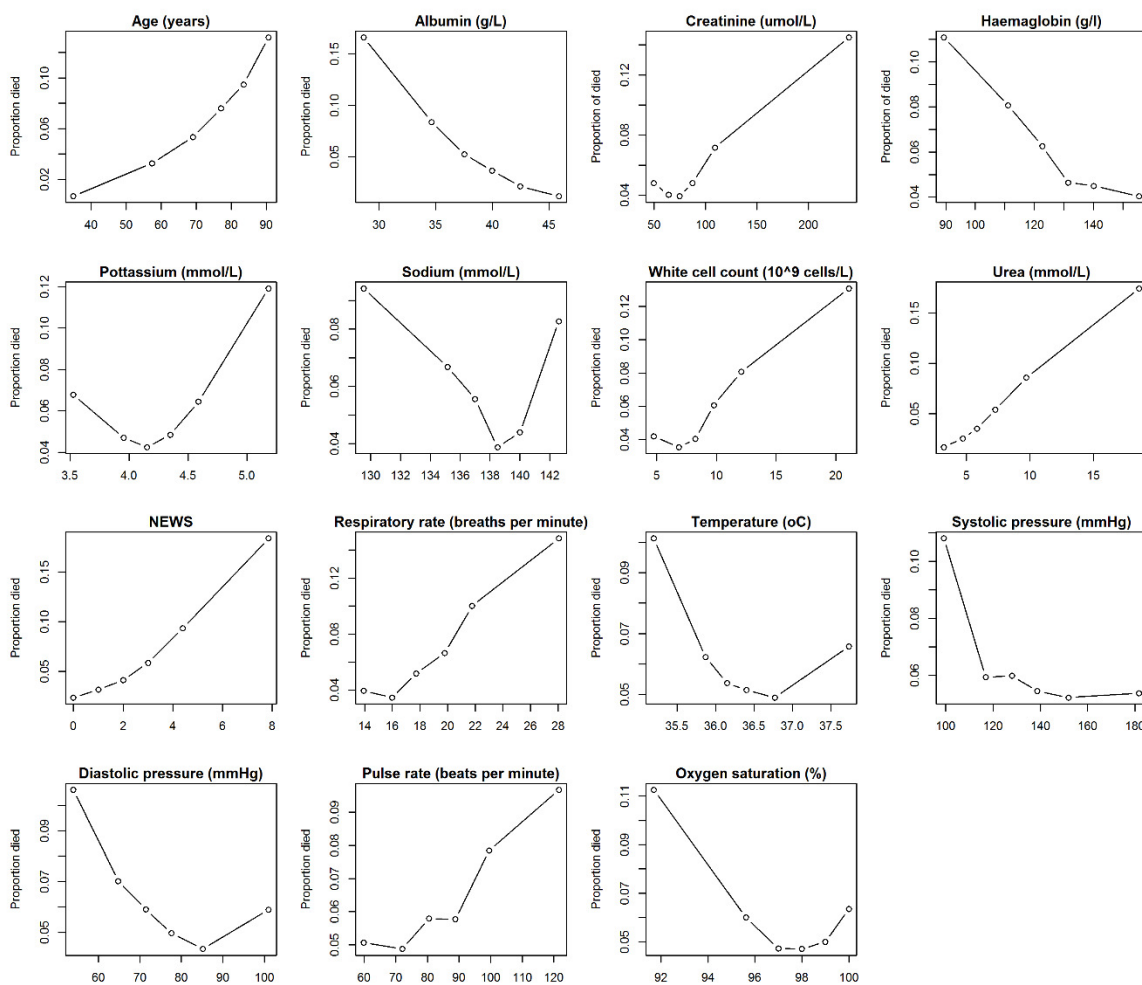 Age (years)
Proportion died
0.02 0.06 0.10
40 50 60 70 80 90
Albumin (g/L)
Proportion died
0.05 0.10 0.15
30 35 40 45
Creatinine (umol/L)
Proportion died
0.04 0.08 0.12
50 100 150 200
Haemaglobin (g/l)
Proportion of died
0.04 0.06 0.08 0.10
90 100 120 140
Pottassium (mmol/L)
Proportion died
0.04 0.06 0.08 0.10 0.12
3.5 4.0 4.5 5.0
Sodium (mmol/L)
Proportion died
0.04 0.06 0.08
130 132 134 136 138 140 142
White cell count (10^9 cells/L)
Proportion died
0.04 0.06 0.08 0.10 0.12
5 10 15 20
Urea (mmol/L)
Proportion died
0.05 0.10 0.15
5 10 15
NEWS
Proportion died
0.05 0.10 0.15
0 2 4 6 8
Respiratory rate (breaths per minute)
Proportion died
0.04 0.08 0.12
14 16 18 20 22 24 26 28
Temperature (oC)
Proportion died
0.05 0.07 0.09
35.5 36.0 36.5 37.0 37.5
Systolic pressure (mmHg)
Proportion died
0.06 0.08 0.10
100 120 140 160 180
Diastolic pressure (mmHg)
Proportion died
0.05 0.07 0.09
60 70 80 90 100
Pulse rate (beats per minute)
Proportion died
0.05 0.06 0.07 0.08 0.09
60 70 80 90 100 120
Oxygen saturation (%)
Proportion died
0.05 0.07 0.09 0.11
92 94 96 98 100